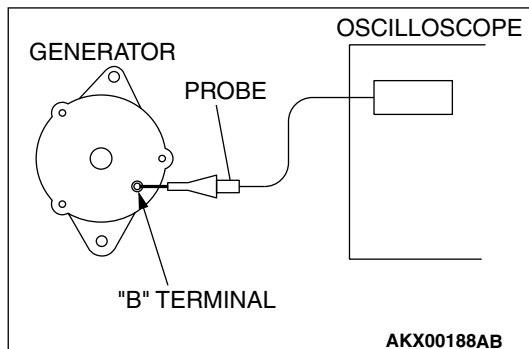 OSCILLOSCOPE
GENERATOR
PROBE
"B" TERMINAL
AKX00188AB